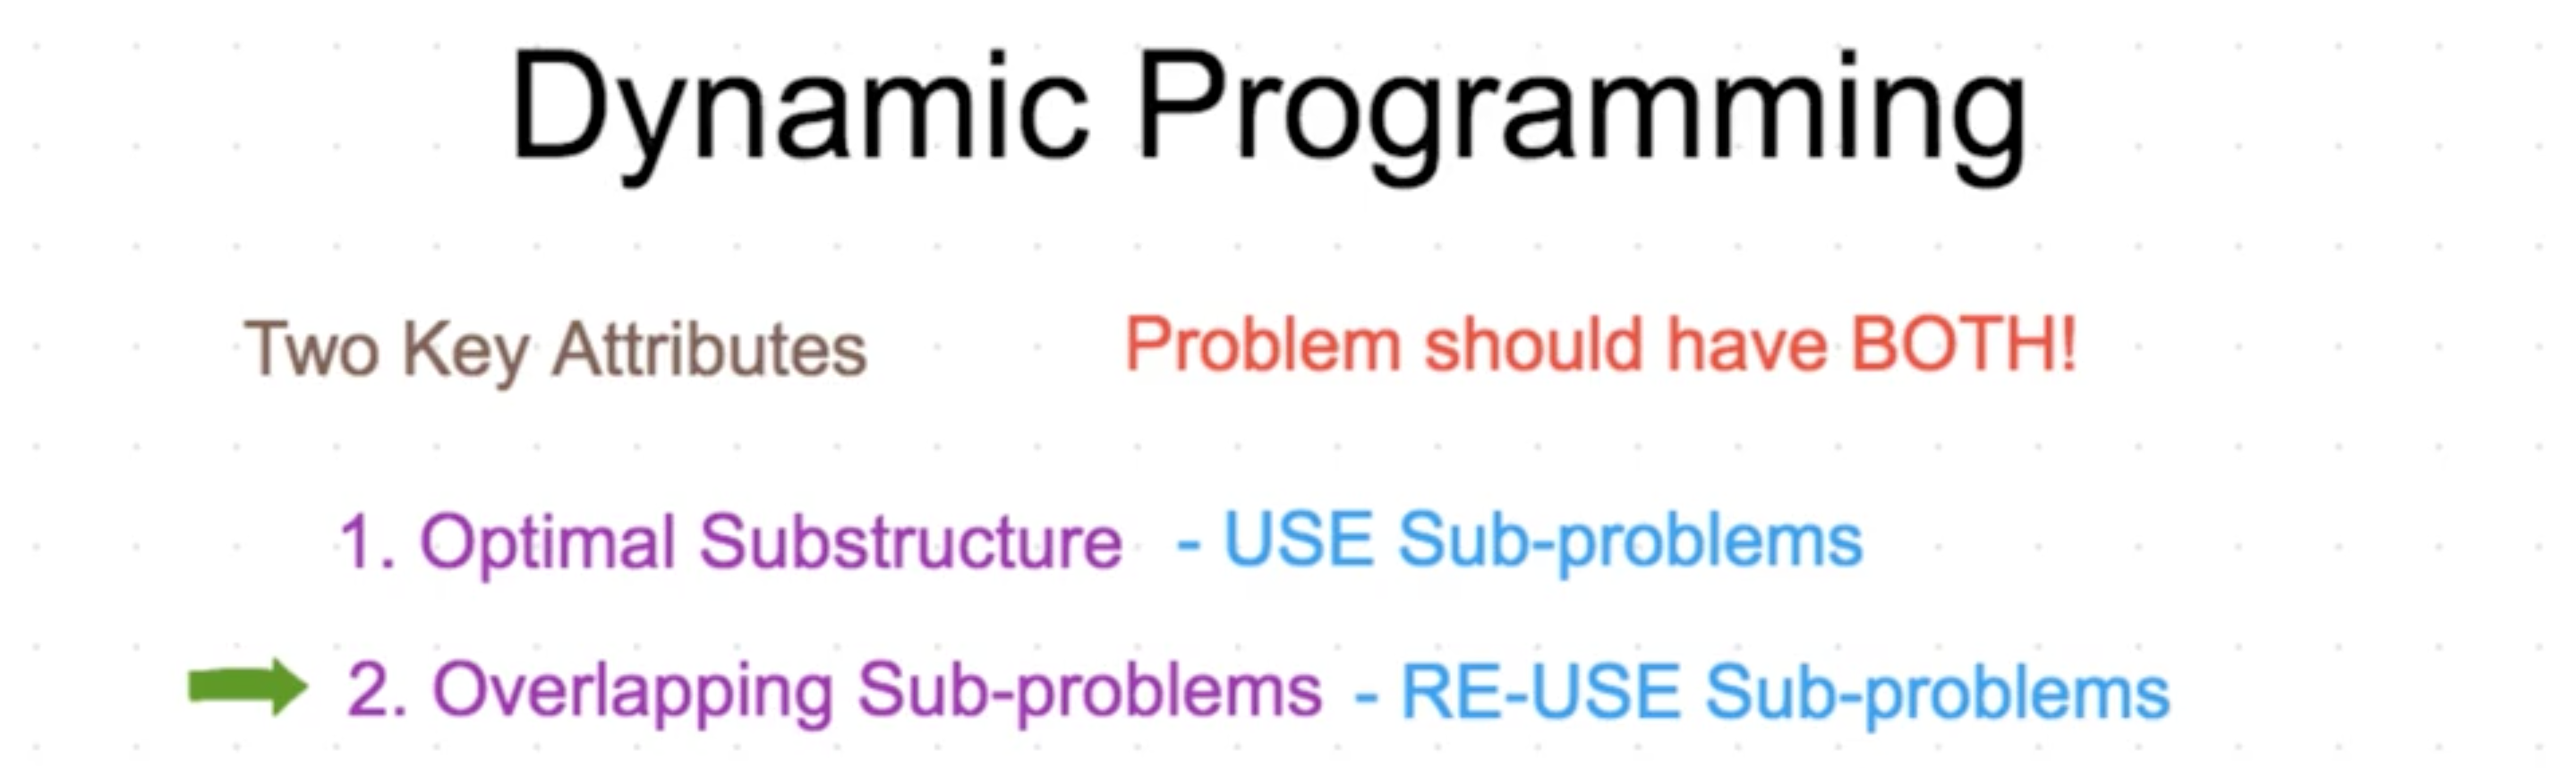 Dynamic Programming
Two Key Attributes Problem should have BOTH!
1. Optimal Substructure - USE Sub-problems
2. Overlapping Sub-problems - RE-USE Sub-problems